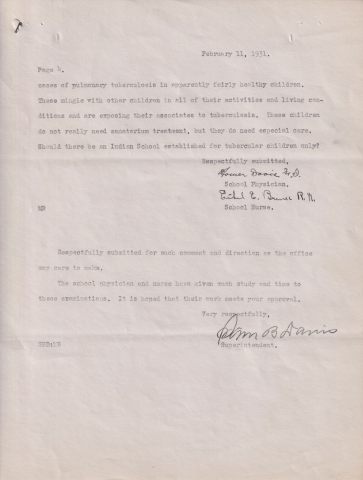 February 11, 1931.
Page 4.
cases of pulmonary tuberculosis in apparently fairly healthy children.
These mingle with other children in all of their activities and living con-
ditions and are exposing their associates to tuberculosis. These children
do not really need sanatorium treatment, but they do need especial care.
Should there be an Indian School established for tubercular children only?
Respectfully submitted,
Homer Davis M.D.
School Physician.
Ethel E. R.N.
School Nurse.
Respectfully submitted for such comment and direction as the office
may care to make.
The school physician and nurse have given much study and time to
these examinations. It is hoped that their work meets your approval.
Very respectfully,
B Davis
Superintendent.